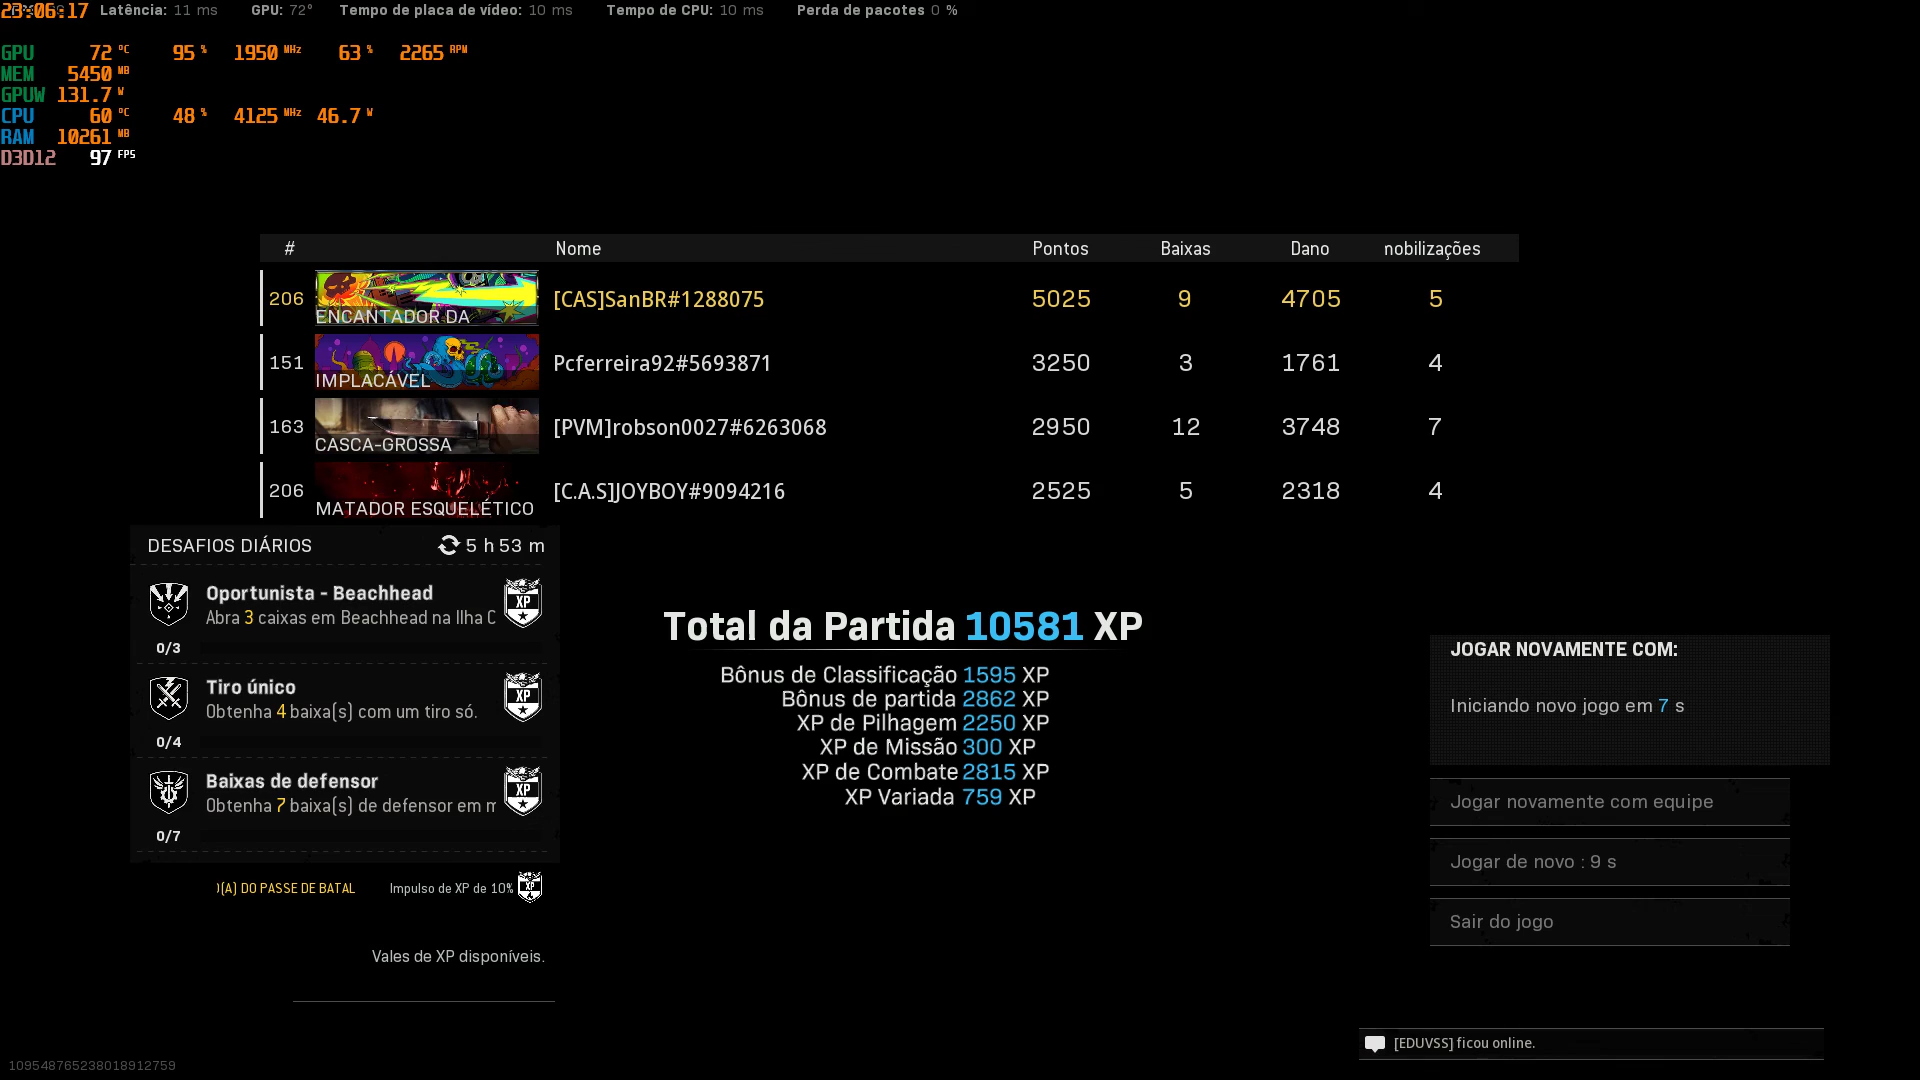 23:06:17 Latência: 11 ms GPU: 72° Tempo de placa de vídeo: 10 ms Tempo de CPU: 10 ms Perda de pacotes 0 %
GPU 72 °C 95 % 1950 MHz 63 % 2265 RPM
MEM 5450 MB
GPUW 131.7 W
CPU 60 °C 48 % 4125 MHz 46.7 W
RAM 10261 MB
D3D12 97 FPS
# Nome Pontos Baixas Dano nobilizações
206 ENCANTADOR DA [CAS]SanBR#1288075 5025 9 4705 5
151 IMPLACÁVEL Pcferreira92#5693871 3250 3 1761 4
163 CASCA-GROSSA [PVM]robson0027#6263068 2950 12 3748 7
206 MATADOR ESQUELÉTICO [C.A.S]JOYBOY#9094216 2525 5 2318 4
DESAFIOS DIÁRIOS 5 h 53 m
Oportunista - Beachhead
Abra 3 caixas em Beachhead na Ilha C
XP
0/3
Tiro único
Obtenha 4 baixa(s) com um tiro só.
XP
0/4
Baixas de defensor
Obtenha 7 baixa(s) de defensor em m
XP
0/7
)(A) DO PASSE DE BATAL Impulso de XP de 10% XP
Vales de XP disponíveis.
Total da Partida 10581 XP
Bônus de Classificação 1595 XP
Bônus de partida 2862 XP
XP de Pilhagem 2250 XP
XP de Missão 300 XP
XP de Combate 2815 XP
XP Variada 759 XP
JOGAR NOVAMENTE COM:
Iniciando novo jogo em 7 s
Jogar novamente com equipe
Jogar de novo : 9 s
Sair do jogo
[EDUVSS] ficou online.
109548765238018912759